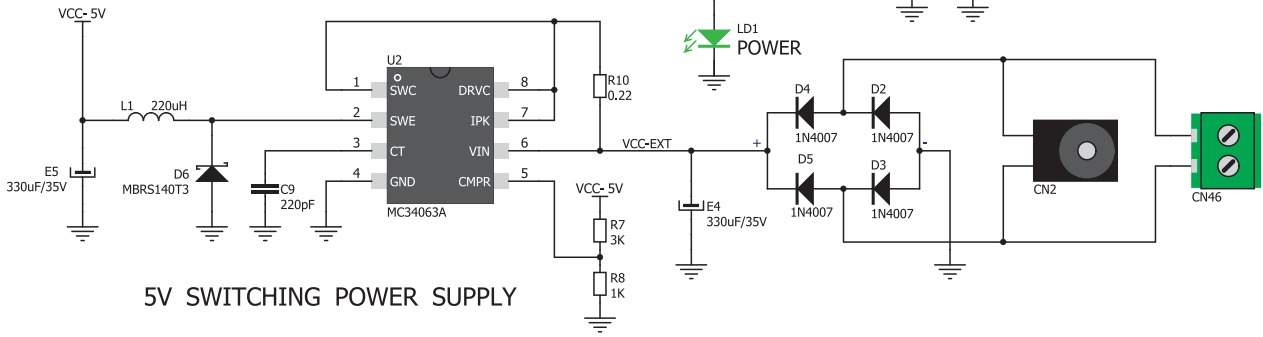 VCC-5V
LD1
POWER
U2
1
SWC
DRVC
8
R10
0.22
D4
D2
L1
220uH
2
SWE
IPK
7
1N4007
1N4007
3
CT
VIN
6
VCC-EXT
+
-
E5
330uF/35V
D6
MBRS140T3
C9
220pF
4
GND
CMPR
5
MC34063A
VCC-5V
D5
D3
1N4007
1N4007
CN2
CN46
E4
330uF/35V
R7
3K
R8
1K
5V SWITCHING POWER SUPPLY